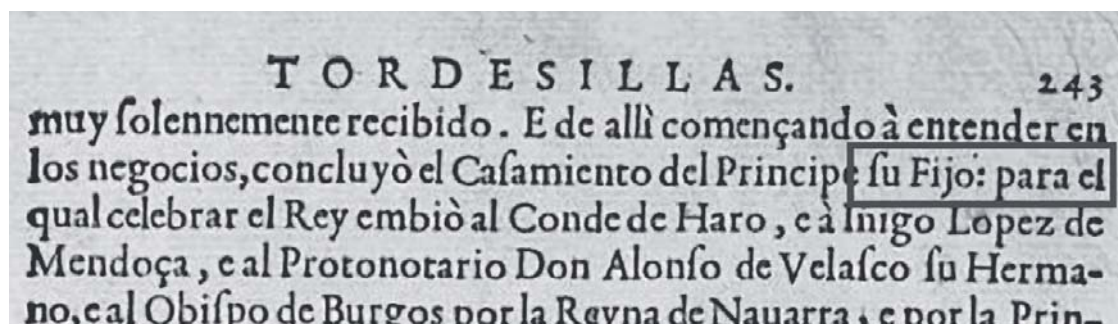 TORDESILLAS. 243
muy ſolennemente recibido. E de allì començando à entender en
los negocios, concluyò el Caſamiento del Principe ſu Fijo: para el
qual celebrar el Rey embiò al Conde de Haro, e à Inigo Lopez de
Mendoça, e al Protonotario Don Alonſo de Velaſco ſu Herma-
no, e al Obiſpo de Burgos por la Reyna de Nauarra, e por la Prin-